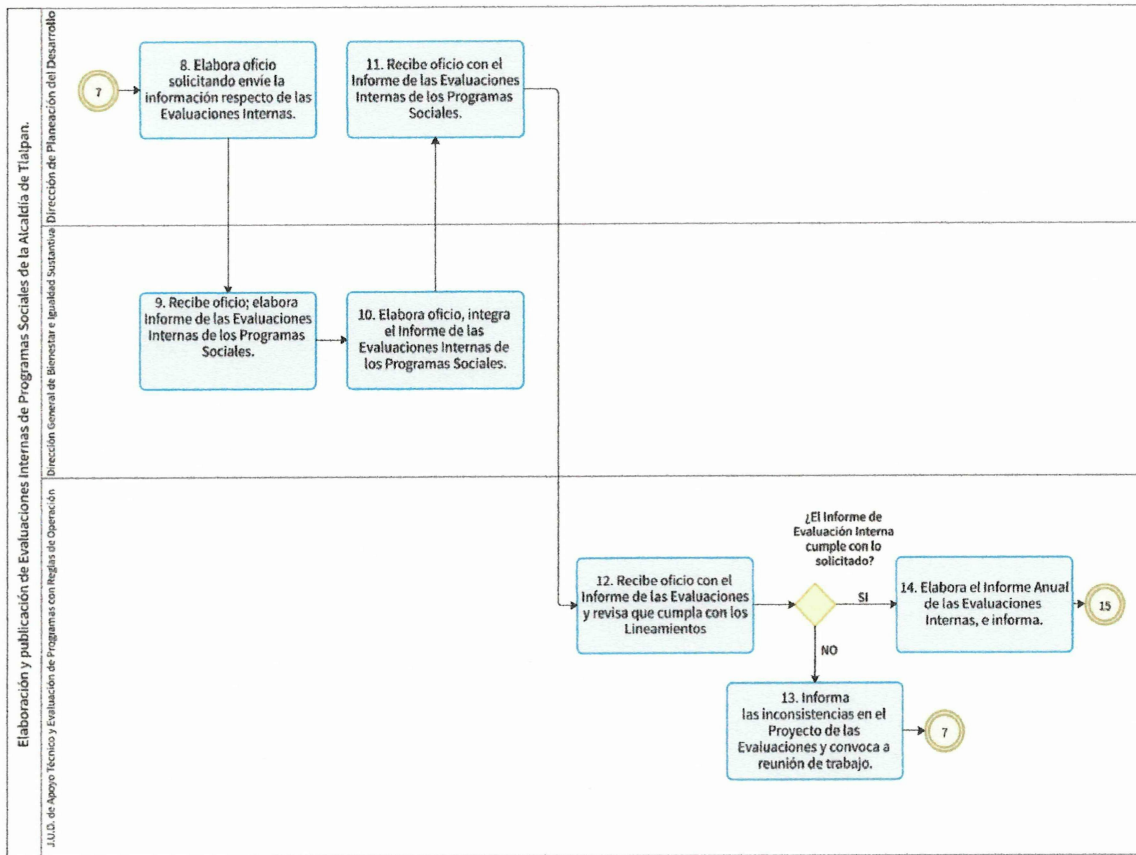 Elaboración y publicación de Evaluaciones Internas de Programas Sociales de la Alcaldía de Tlalpan.
Dirección de Planeación del Desarrollo
7
8. Elabora oficio
solicitando envíe la
información respecto de las
Evaluaciones Internas.
11. Recibe oficio con el
Informe de las Evaluaciones
Internas de los Programas
Sociales.
Dirección General de Bienestar e Igualdad Sustantiva
9. Recibe oficio; elabora
Informe de las Evaluaciones
Internas de los Programas
Sociales.
10. Elabora oficio, integra
el Informe de las
Evaluaciones Internas de
los Programas Sociales.
J.U.D. de Apoyo Técnico y Evaluación de Programas con Reglas de Operación
12. Recibe oficio con el
Informe de las Evaluaciones
y revisa que cumpla con los
Lineamientos
¿El Informe de
Evaluación Interna
cumple con lo
solicitado?
SI
14. Elabora el Informe Anual
de las Evaluaciones
Internas, e informa.
15
NO
13. Informa
las inconsistencias en el
Proyecto de las
Evaluaciones y convoca a
reunión de trabajo.
7